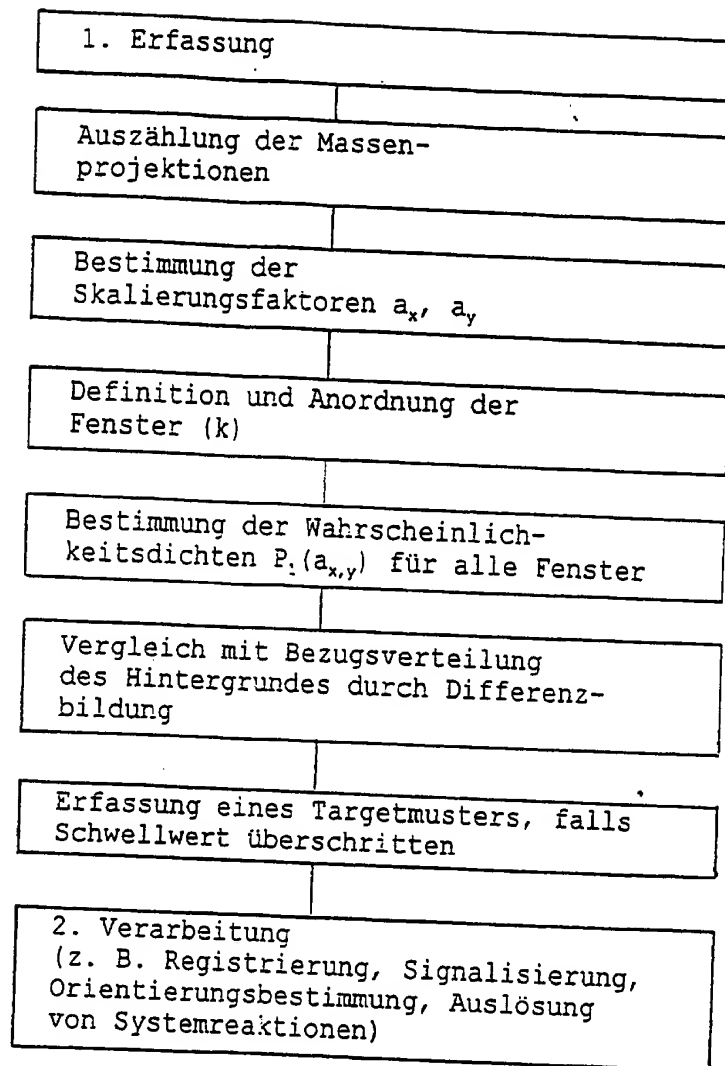 1. Erfassung
Auszählung der Massen-
projektionen
Bestimmung der
Skalierungsfaktoren aₓ, a_y
Definition und Anordnung der
Fenster (k)
Bestimmung der Wahrscheinlich-
keitsdichten Pᵢ(a_x,y) für alle Fenster
Vergleich mit Bezugsverteilung
des Hintergrundes durch Differenz-
bildung
Erfassung eines Targetmusters, falls
Schwellwert überschritten
2. Verarbeitung
(z. B. Registrierung, Signalisierung,
Orientierungsbestimmung, Auslösung
von Systemreaktionen)